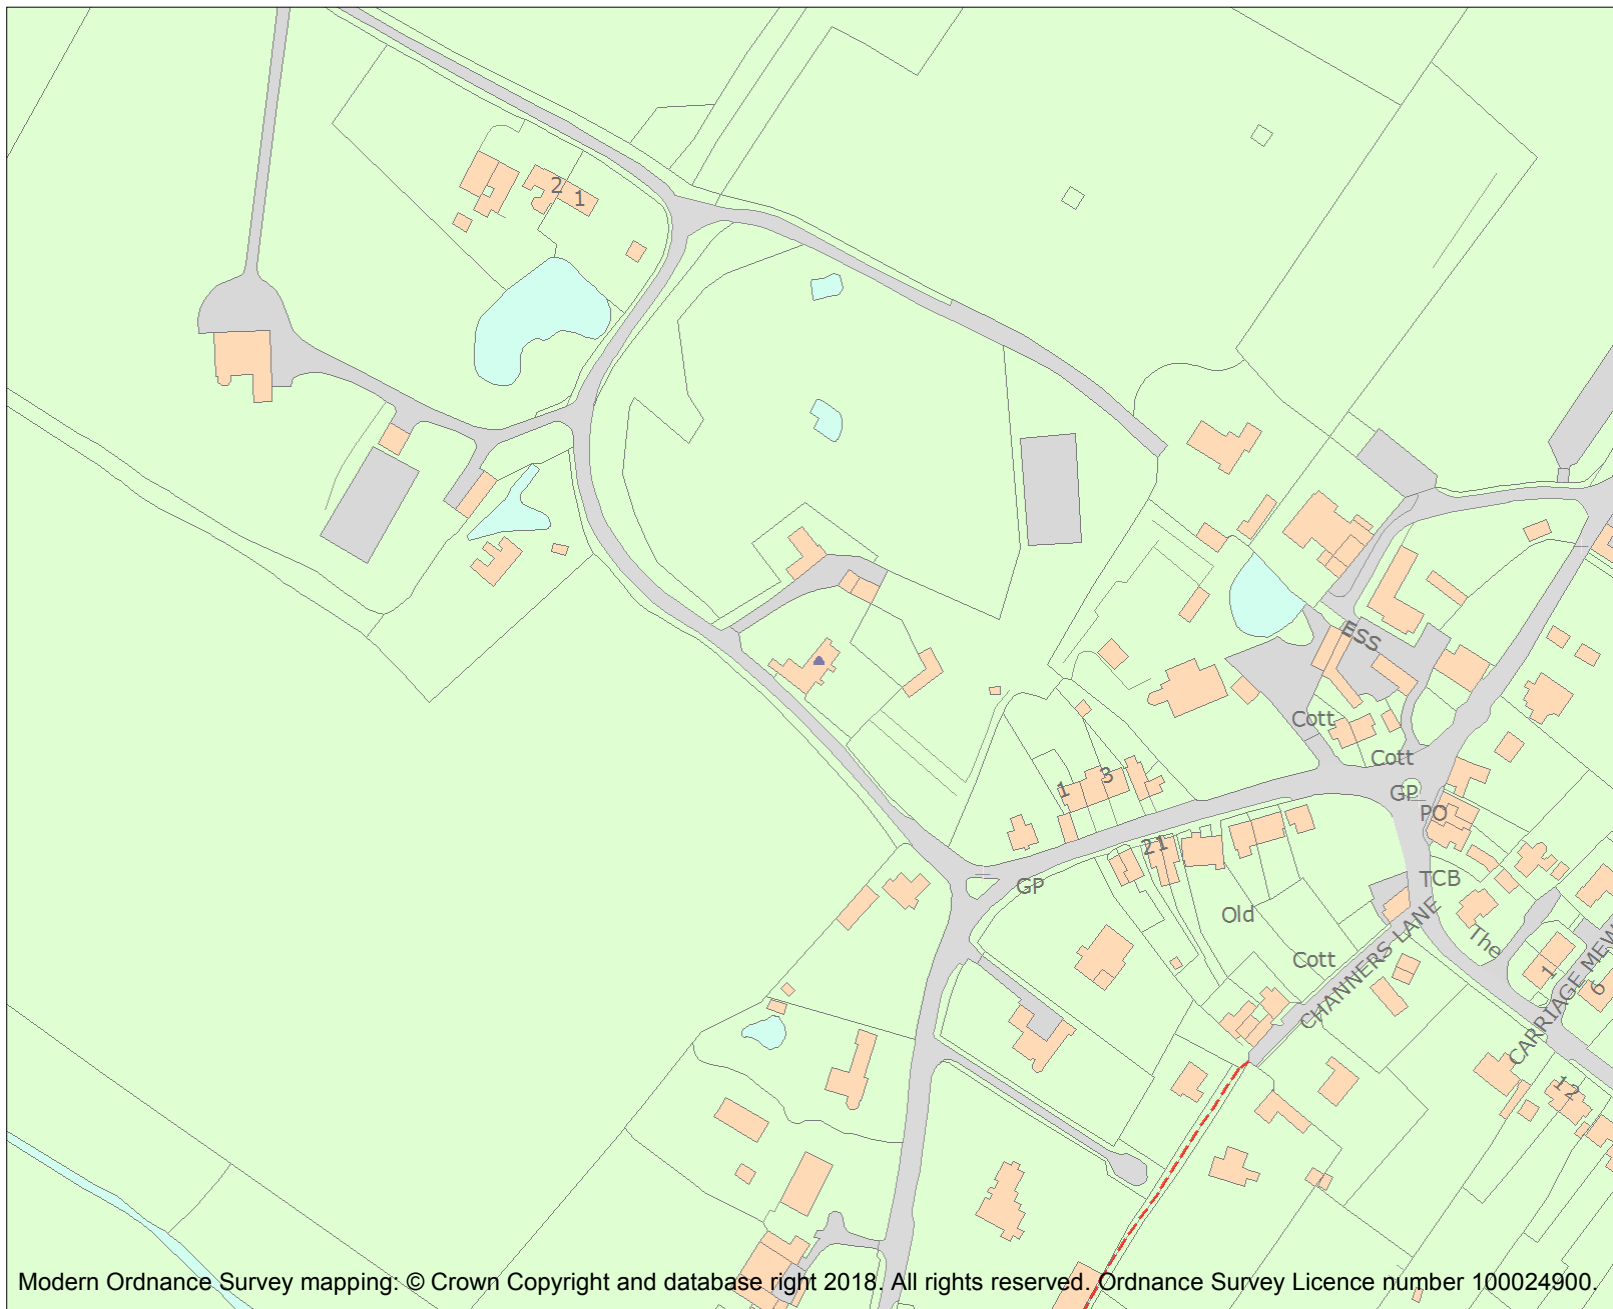 2
1
ESS
Cott
Cott
3
1
GP
PO
21
TCB
GP
Old
The
Cott
CHANNERS LANE
1
6
CARRIAGE MEW
12
Modern Ordnance Survey mapping: © Crown Copyright and database right 2018. All rights reserved. Ordnance Survey Licence number 100024900.